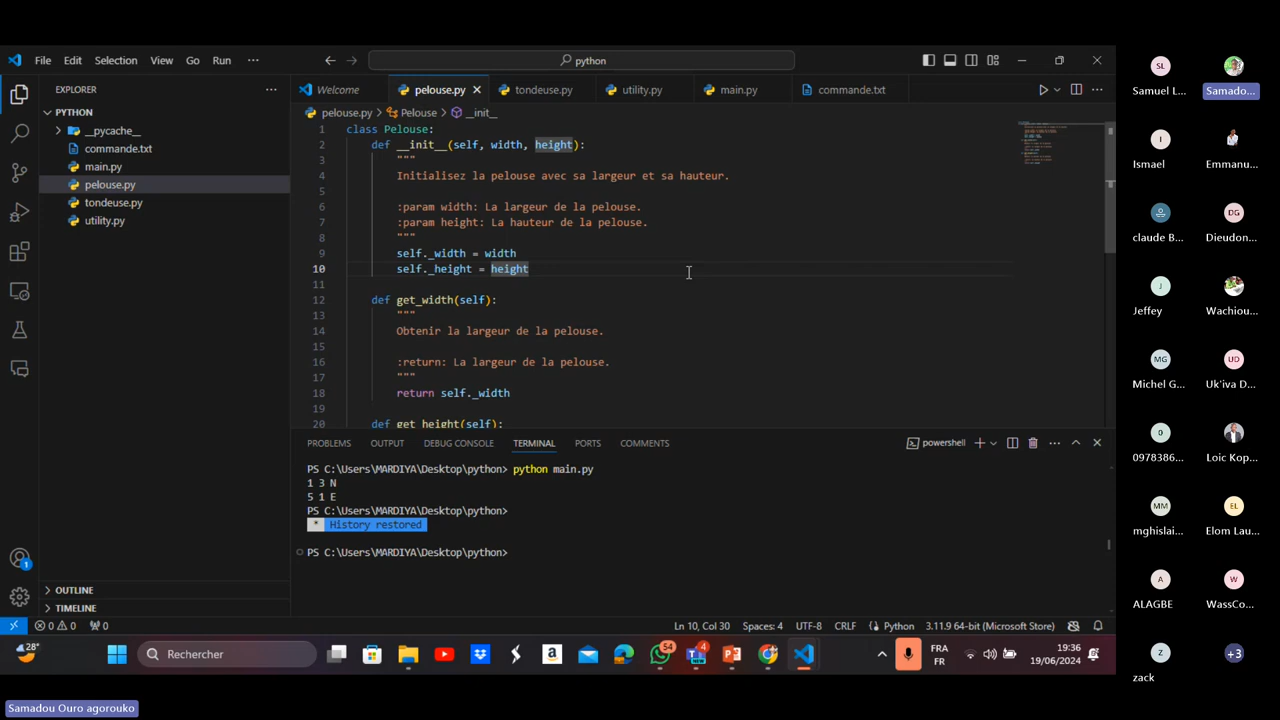 File Edit Selection View Go Run ··· python
EXPLORER ···
PYTHON
__pycache__
commande.txt
main.py
pelouse.py
tondeuse.py
utility.py
OUTLINE
TIMELINE
Welcome pelouse.py tondeuse.py utility.py main.py commande.txt
pelouse.py > Pelouse > __init__
1 class Pelouse:
2 def __init__(self, width, height):
3 """
4 Initialisez la pelouse avec sa largeur et sa hauteur.
5
6 :param width: La largeur de la pelouse.
7 :param height: La hauteur de la pelouse.
8 """
9 self._width = width
10 self._height = height
11
12 def get_width(self):
13 """
14 Obtenir la largeur de la pelouse.
15
16 :return: La largeur de la pelouse.
17 """
18 return self._width
19
20 def get_height(self):
PROBLEMS OUTPUT DEBUG CONSOLE TERMINAL PORTS COMMENTS powershell
PS C:\Users\MARDIYA\Desktop\python> python main.py
1 3 N
5 1 E
PS C:\Users\MARDIYA\Desktop\python>
* History restored
PS C:\Users\MARDIYA\Desktop\python>
1
0 0 0 Ln 10, Col 30 Spaces: 4 UTF-8 CRLF Python 3.11.9 64-bit (Microsoft Store)
28° Rechercher 54 4 FRA 19:36
FR 19/06/2024
Samadou Ouro agorouko
SL
Samuel L... Samado...
I
Ismael Emmanu...
DG
claude B... Dieudon...
J
Jeffey Wachiou...
MG UD
Michel G... Uk'iva D...
0
0978386... Loic Kop...
MM EL
mghislai... Elom Lau...
A W
ALAGBE WassCo...
Z +3
zack